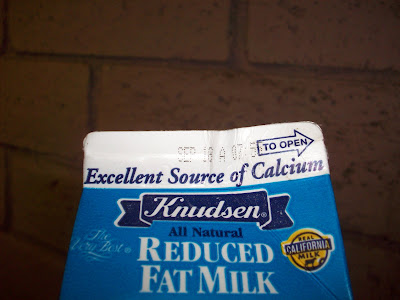 SEP 18 A 07:5
TO OPEN
Excellent Source of Calcium
Knudsen®
All Natural
The Very Best®
REDUCED
FAT MILK
REAL
CALIFORNIA
MILK